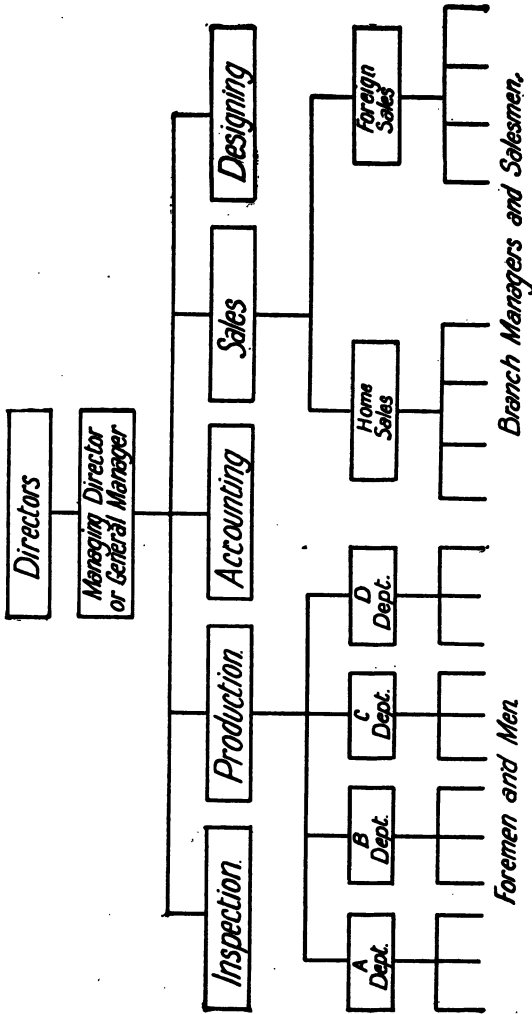 Directors
Managing Director
or General Manager
Inspection.
Production.
Accounting
Sales
Designing
A
Dept.
B
Dept.
C
Dept.
D
Dept.
Home
Sales
Foreign
Sales
Foremen and Men.
Branch Managers and Salesmen.